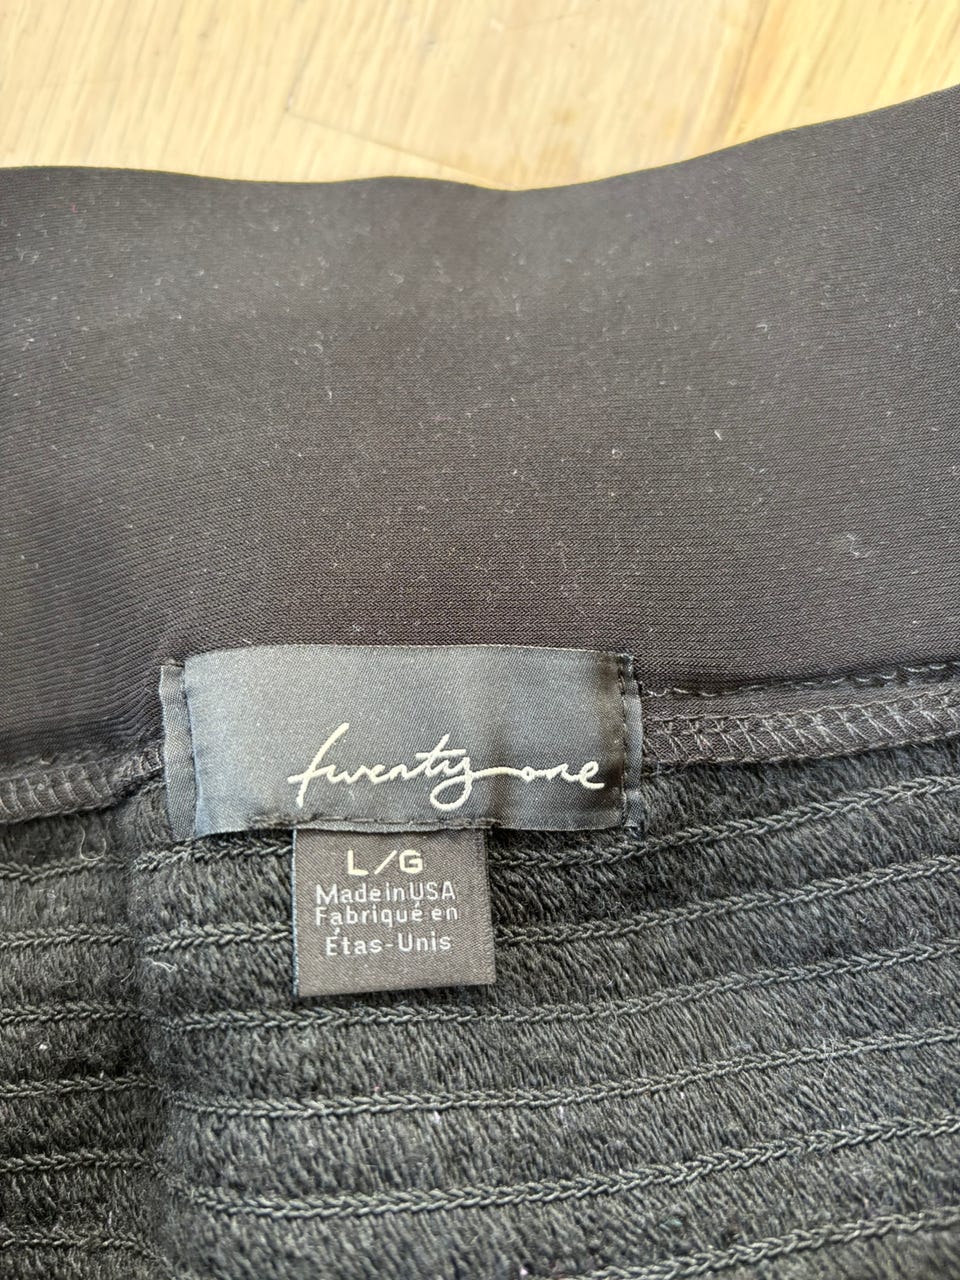 twenty one
L/G
Made in USA
Fabriqué en
Étas-Unis